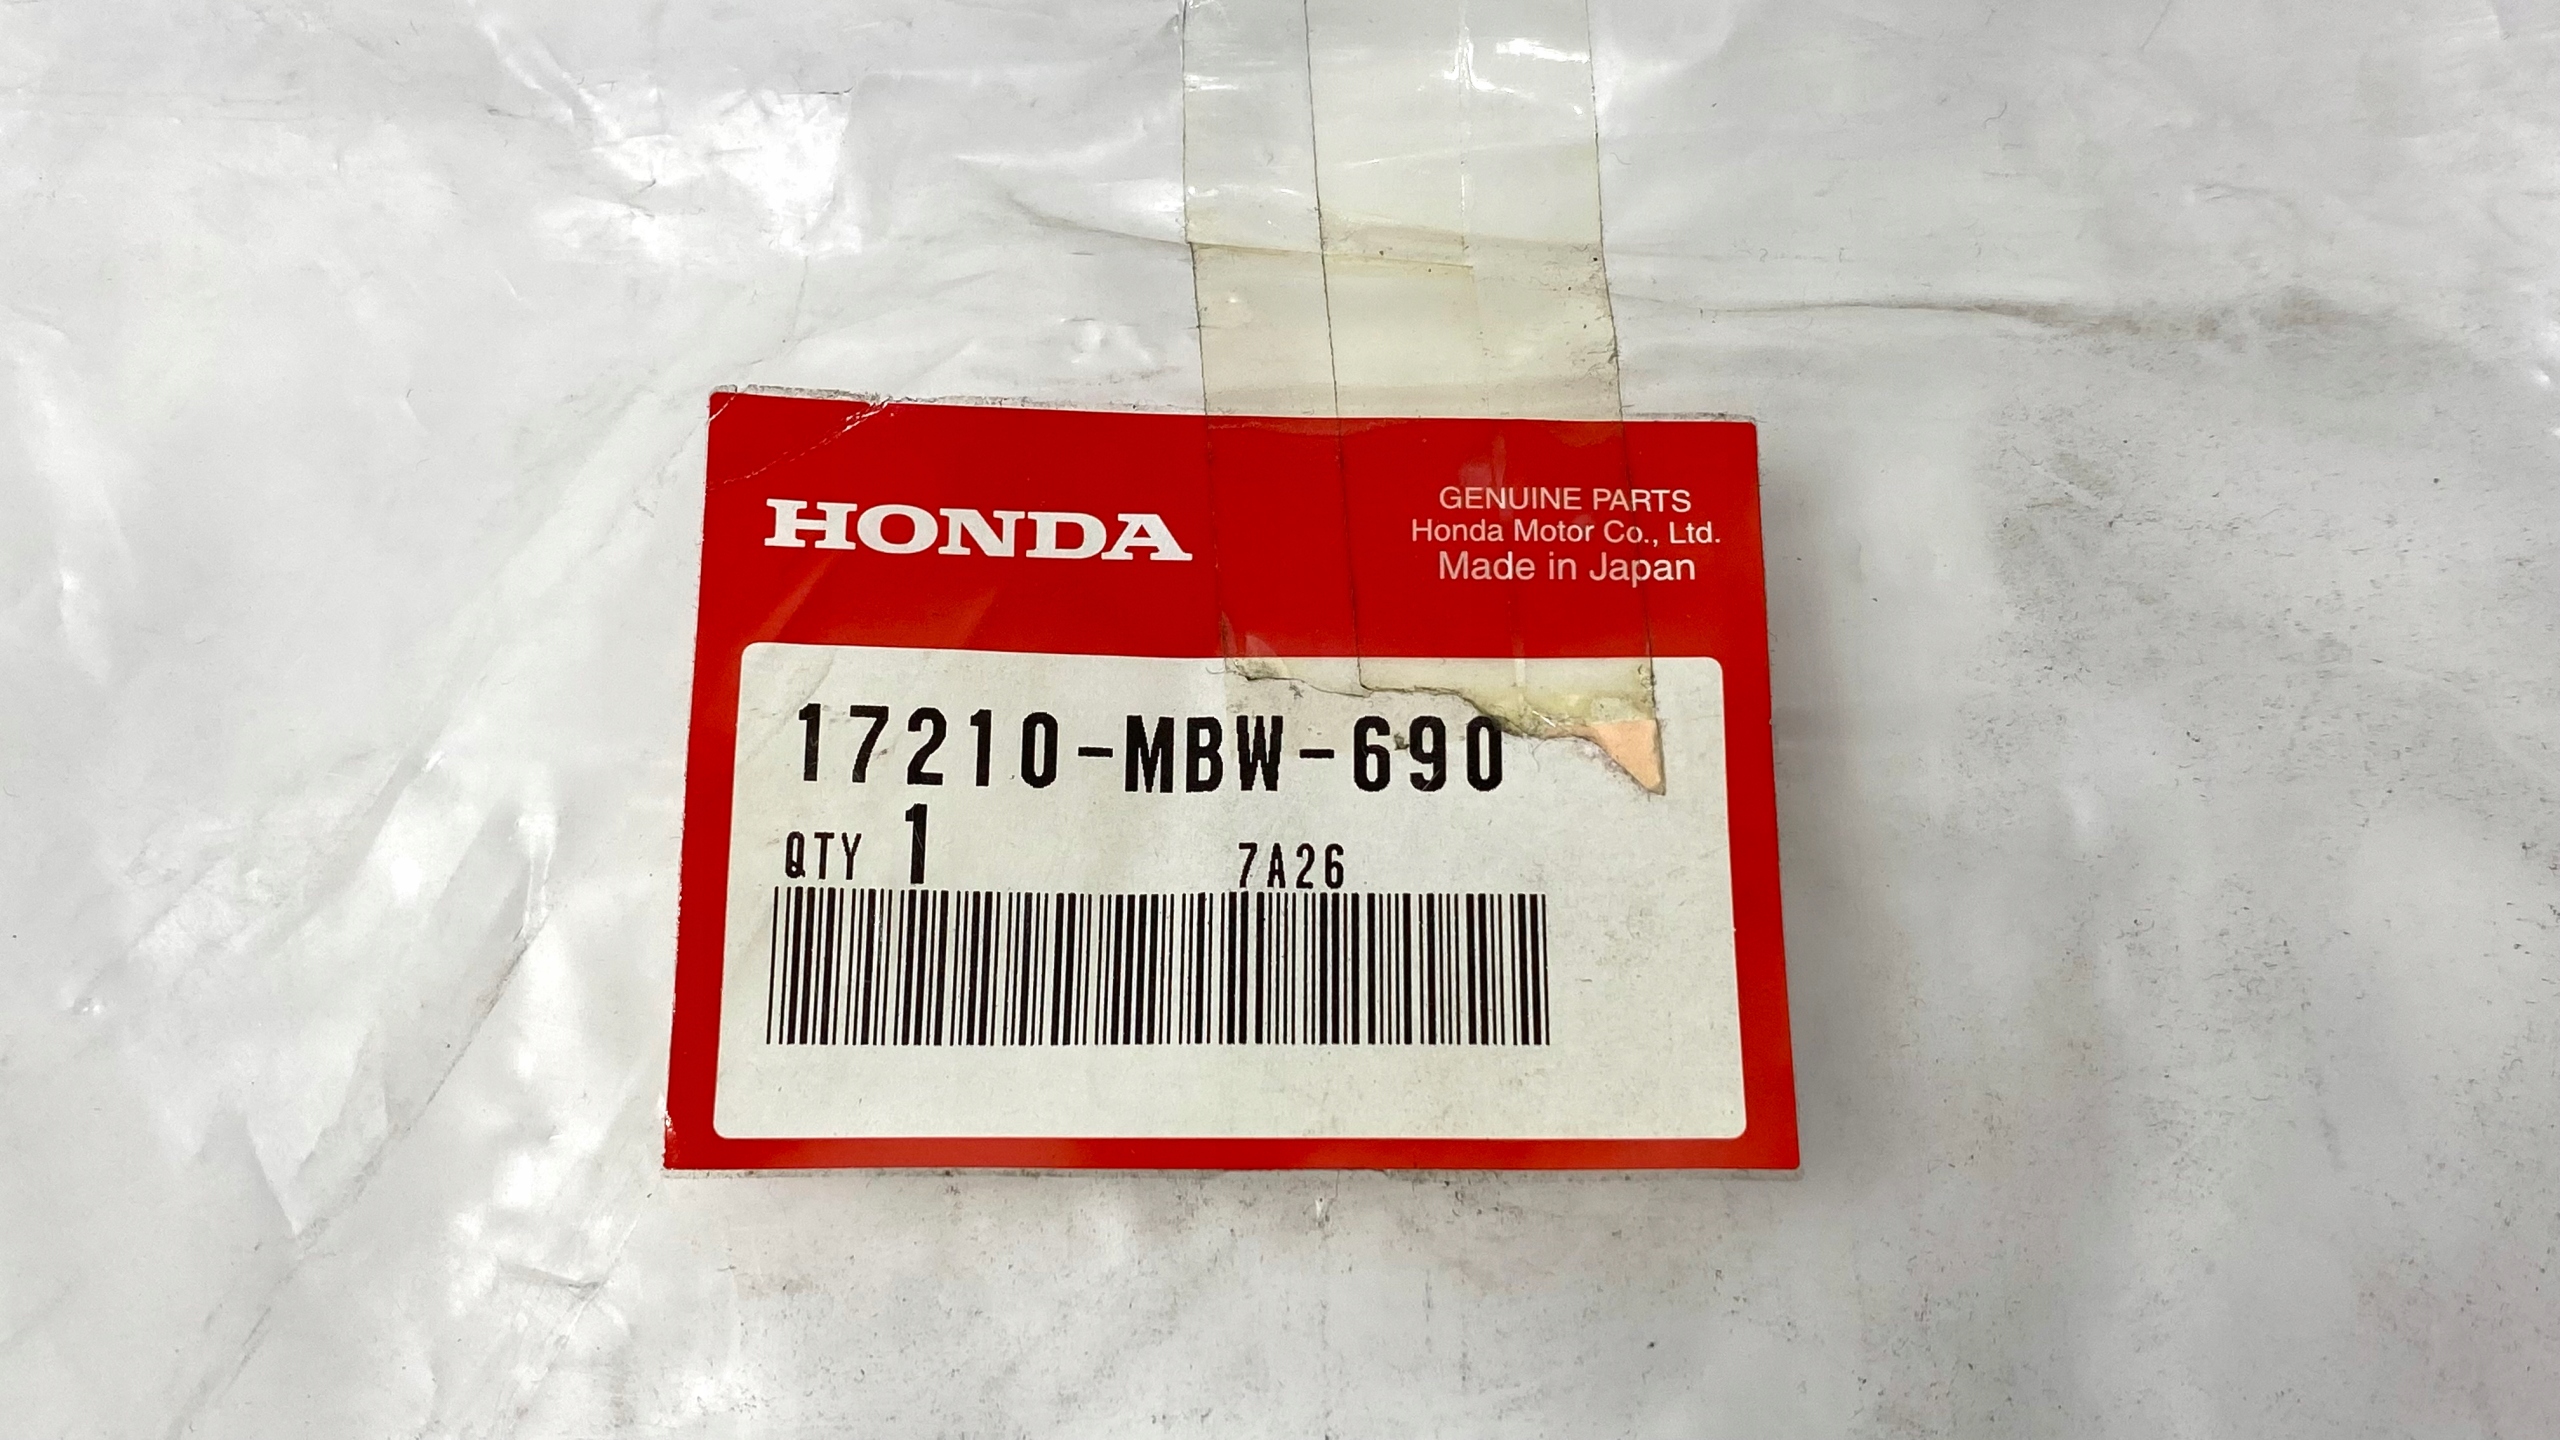 HONDA
GENUINE PARTS
Honda Motor Co., Ltd.
Made in Japan
17210-MBW-690
QTY 1 7A26